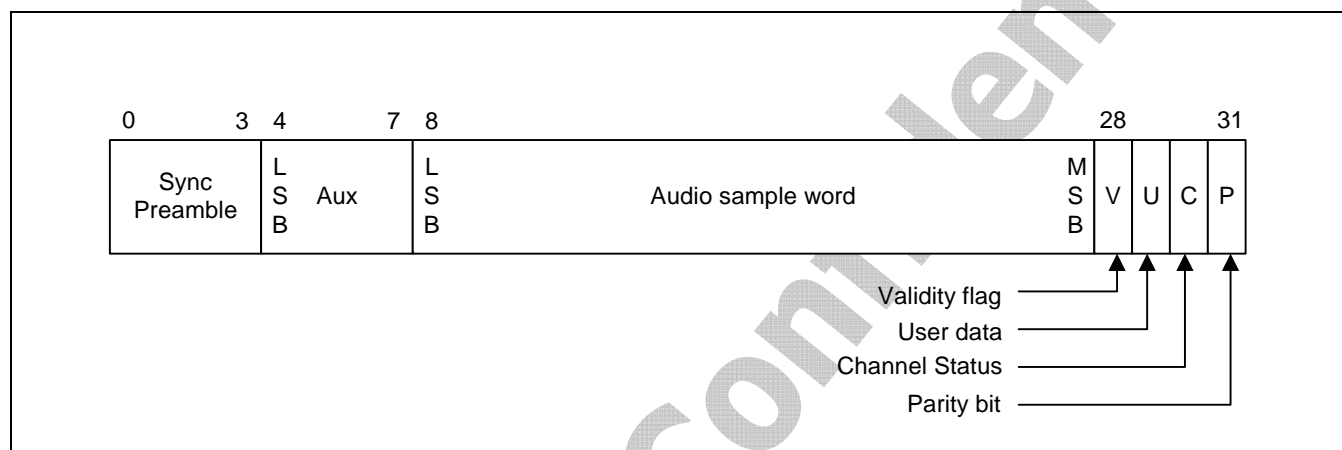 0 3 4 7 8 28 31
Sync
Preamble
L
S
B
Aux
L
S
B
Audio sample word
M
S
B
V U C P
Validity flag
User data
Channel Status
Parity bit